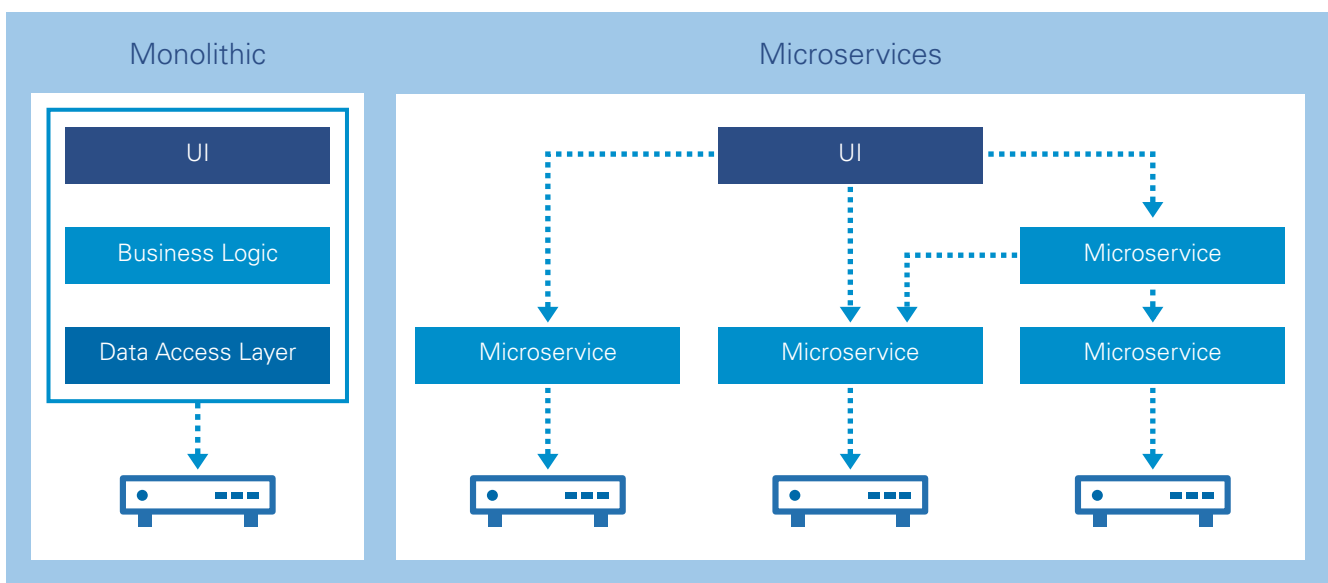 Monolithic
UI
Business Logic
Data Access Layer
Microservices
UI
Microservice
Microservice
Microservice
Microservice